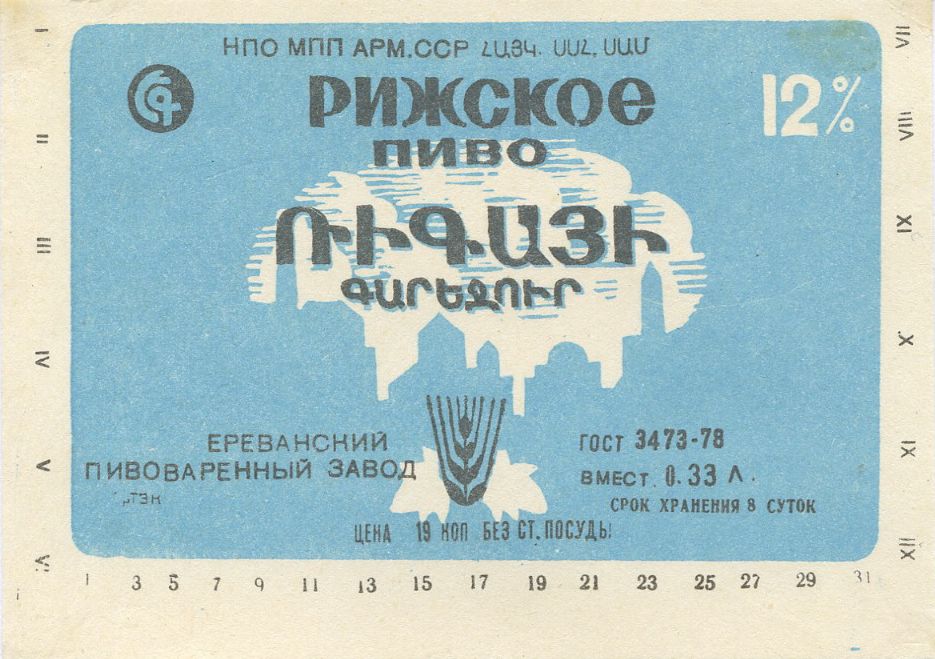 НПО МПП АРМ.ССР ՀԱՅԿ. ՍՍՀ. ՍԱՄ
РИЖСКОЕ
12%
ПИВО
ՌԻԳԱՅԻ
ԳԱՐԵՋՈՒՐ
ЕРЕВАНСКИЙ
ПИВОВАРЕННЫЙ ЗАВОД
ГОСТ 3473-78
ВМЕСТ. 0.33 Л.
СРОК ХРАНЕНИЯ 8 СУТОК
ЦЕНА 19 КОП БЕЗ СТ. ПОСУДЫ
I
II
III
VI
V
VII
VIII
XI
X
IX
XII
1 3 5 7 9 11 13 15 17 19 21 23 25 27 29 31